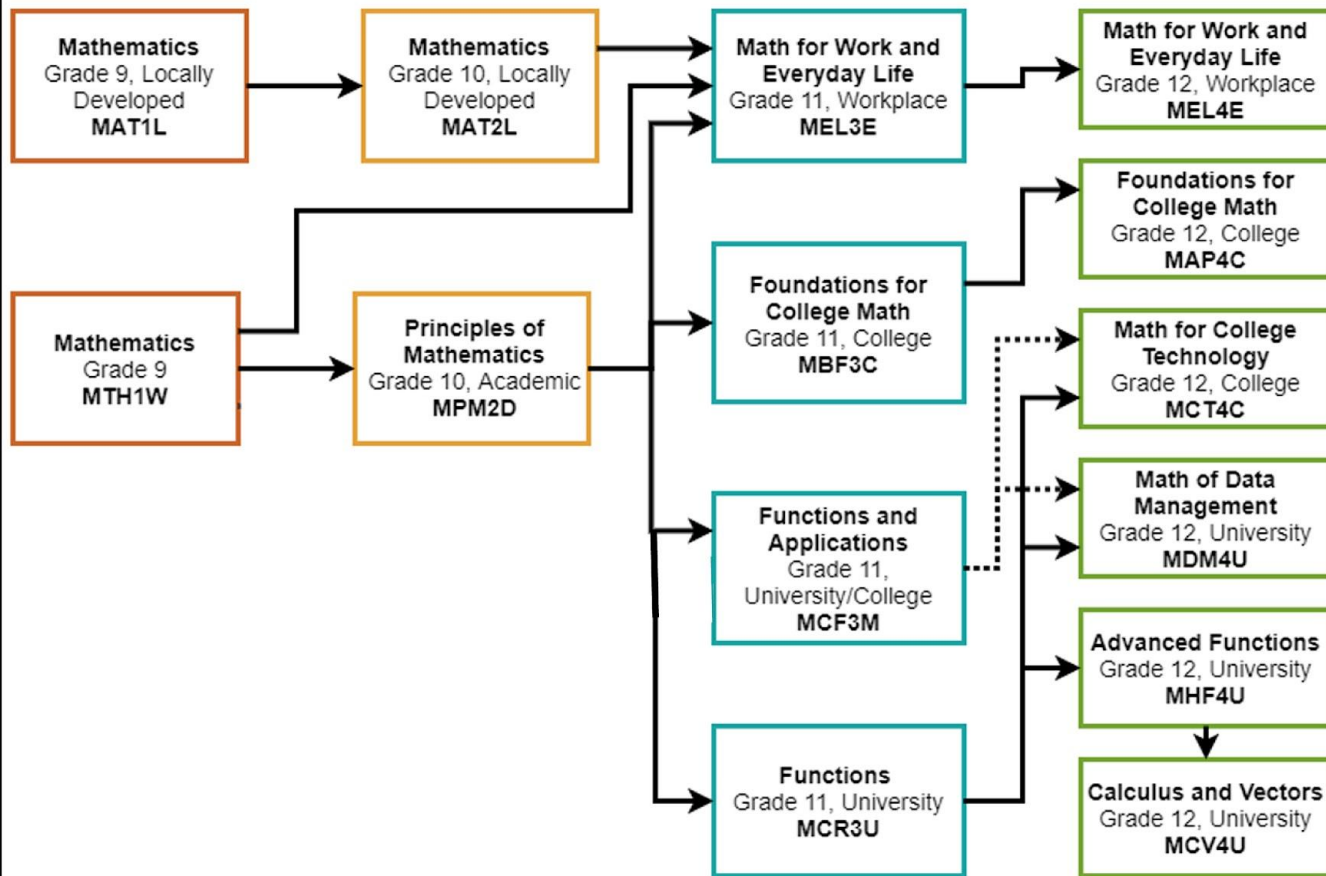 Mathematics
Grade 9, Locally
Developed
MAT1L
Mathematics
Grade 10, Locally
Developed
MAT2L
Math for Work and
Everyday Life
Grade 11, Workplace
MEL3E
Math for Work and
Everyday Life
Grade 12, Workplace
MEL4E
Foundations for
College Math
Grade 12, College
MAP4C
Mathematics
Grade 9
MTH1W
Principles of
Mathematics
Grade 10, Academic
MPM2D
Foundations for
College Math
Grade 11, College
MBF3C
Math for College
Technology
Grade 12, College
MCT4C
Functions and
Applications
Grade 11,
University/College
MCF3M
Math of Data
Management
Grade 12, University
MDM4U
Advanced Functions
Grade 12, University
MHF4U
Functions
Grade 11, University
MCR3U
Calculus and Vectors
Grade 12, University
MCV4U